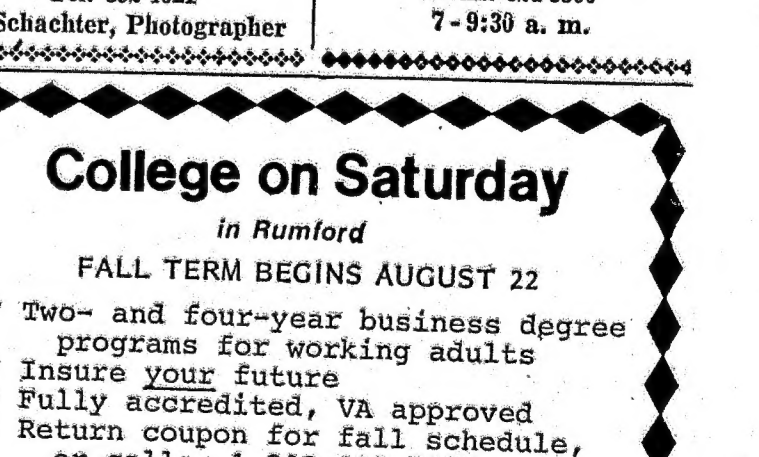 Schachter, Photographer
7-9:30 a. m.
College on Saturday
in Rumford
FALL TERM BEGINS AUGUST 22
Two- and four-year business degree
programs for working adults
Insure your future
Fully accredited, VA approved
Return coupon for fall schedule,